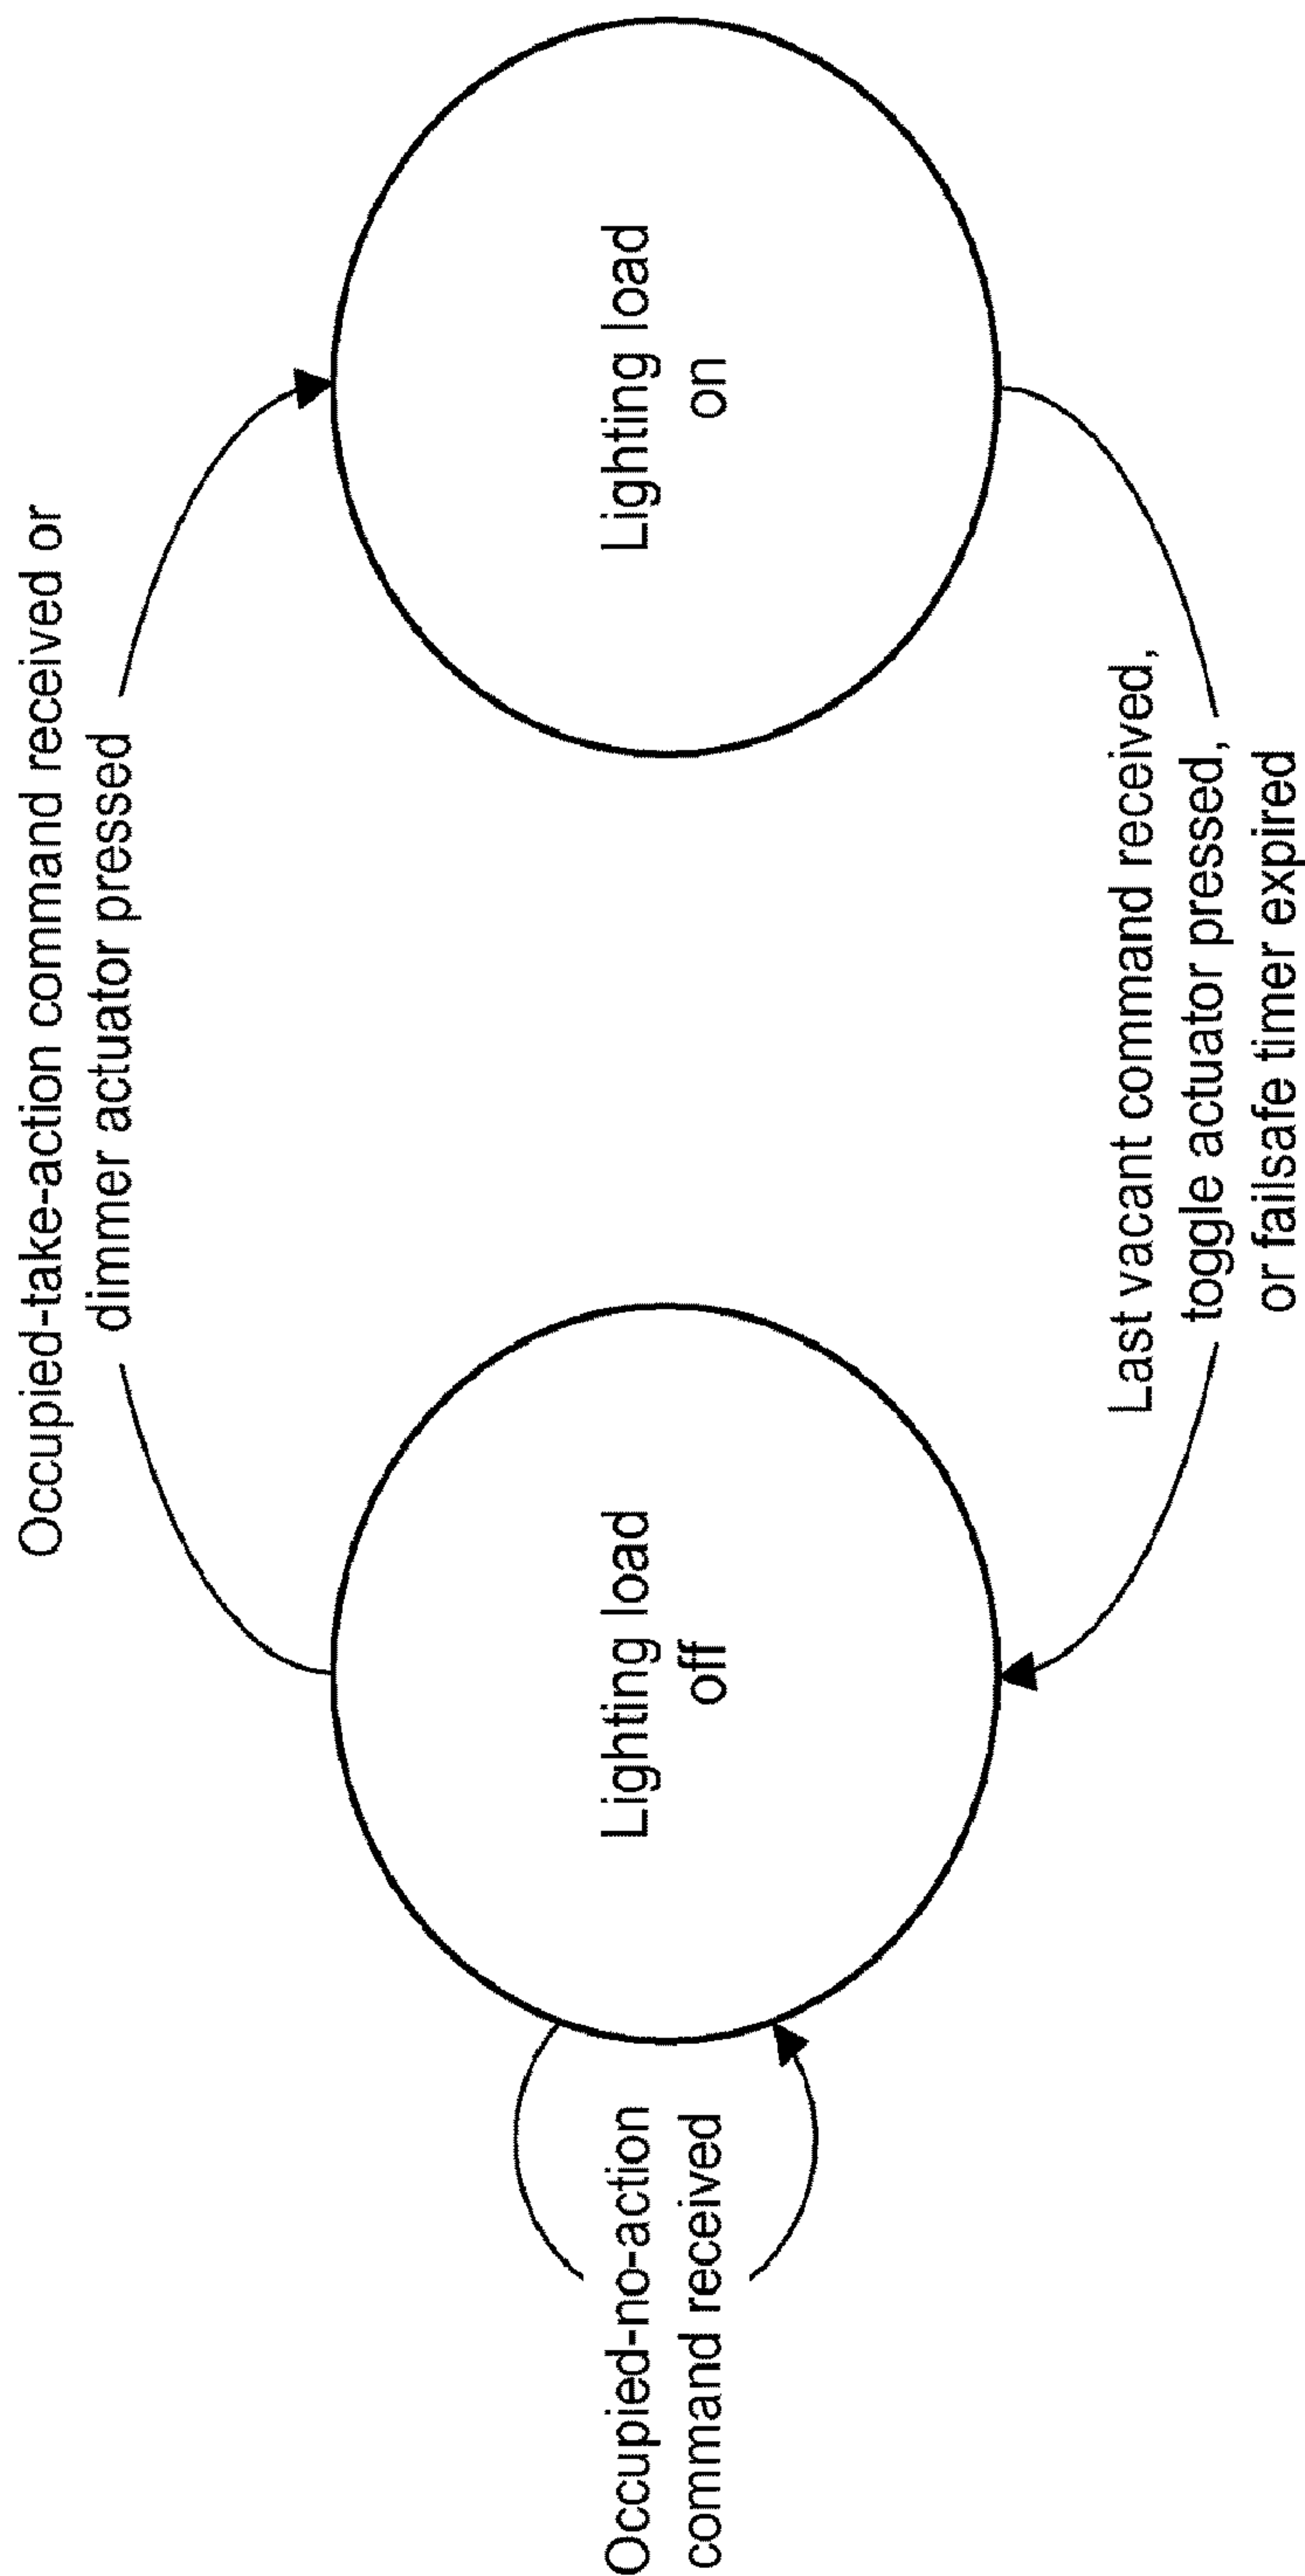 Occupied-take-action command received or
dimmer actuator pressed
Occupied-no-action
command received
Lighting load
off
Lighting load
on
Last vacant command received,
toggle actuator pressed,
or failsafe timer expired